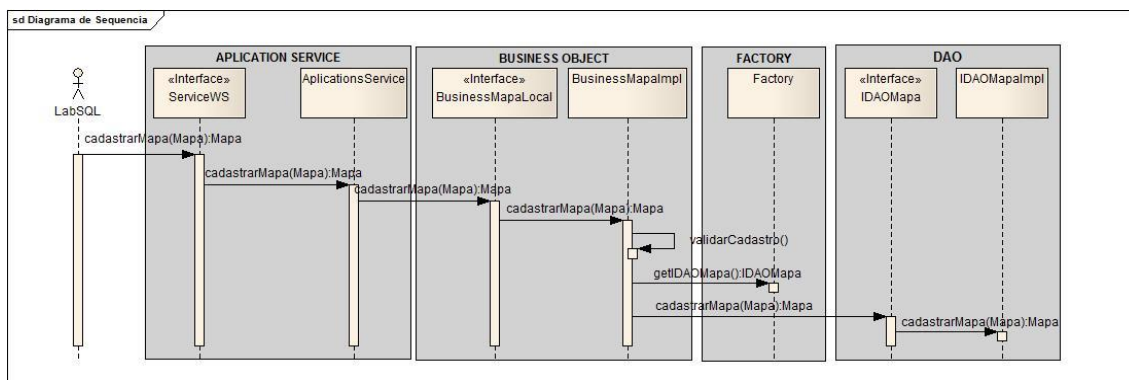 sd Diagrama de Sequencia
APLICATION SERVICE
BUSINESS OBJECT
FACTORY
DAO
«Interface»
ServiceWS
AplicationsService
«Interface»
BusinessMapaLocal
BusinessMapaImpl
Factory
«Interface»
IDAOMapa
IDAOMapaImpl
LabSQL
cadastrarMapa(Mapa):Mapa
cadastrarMapa(Mapa):Mapa
cadastrarMapa(Mapa):Mapa
cadastrarMapa(Mapa):Mapa
validarCadastro()
getIDAOMapa():IDAOMapa
cadastrarMapa(Mapa):Mapa
cadastrarMapa(Mapa):Mapa